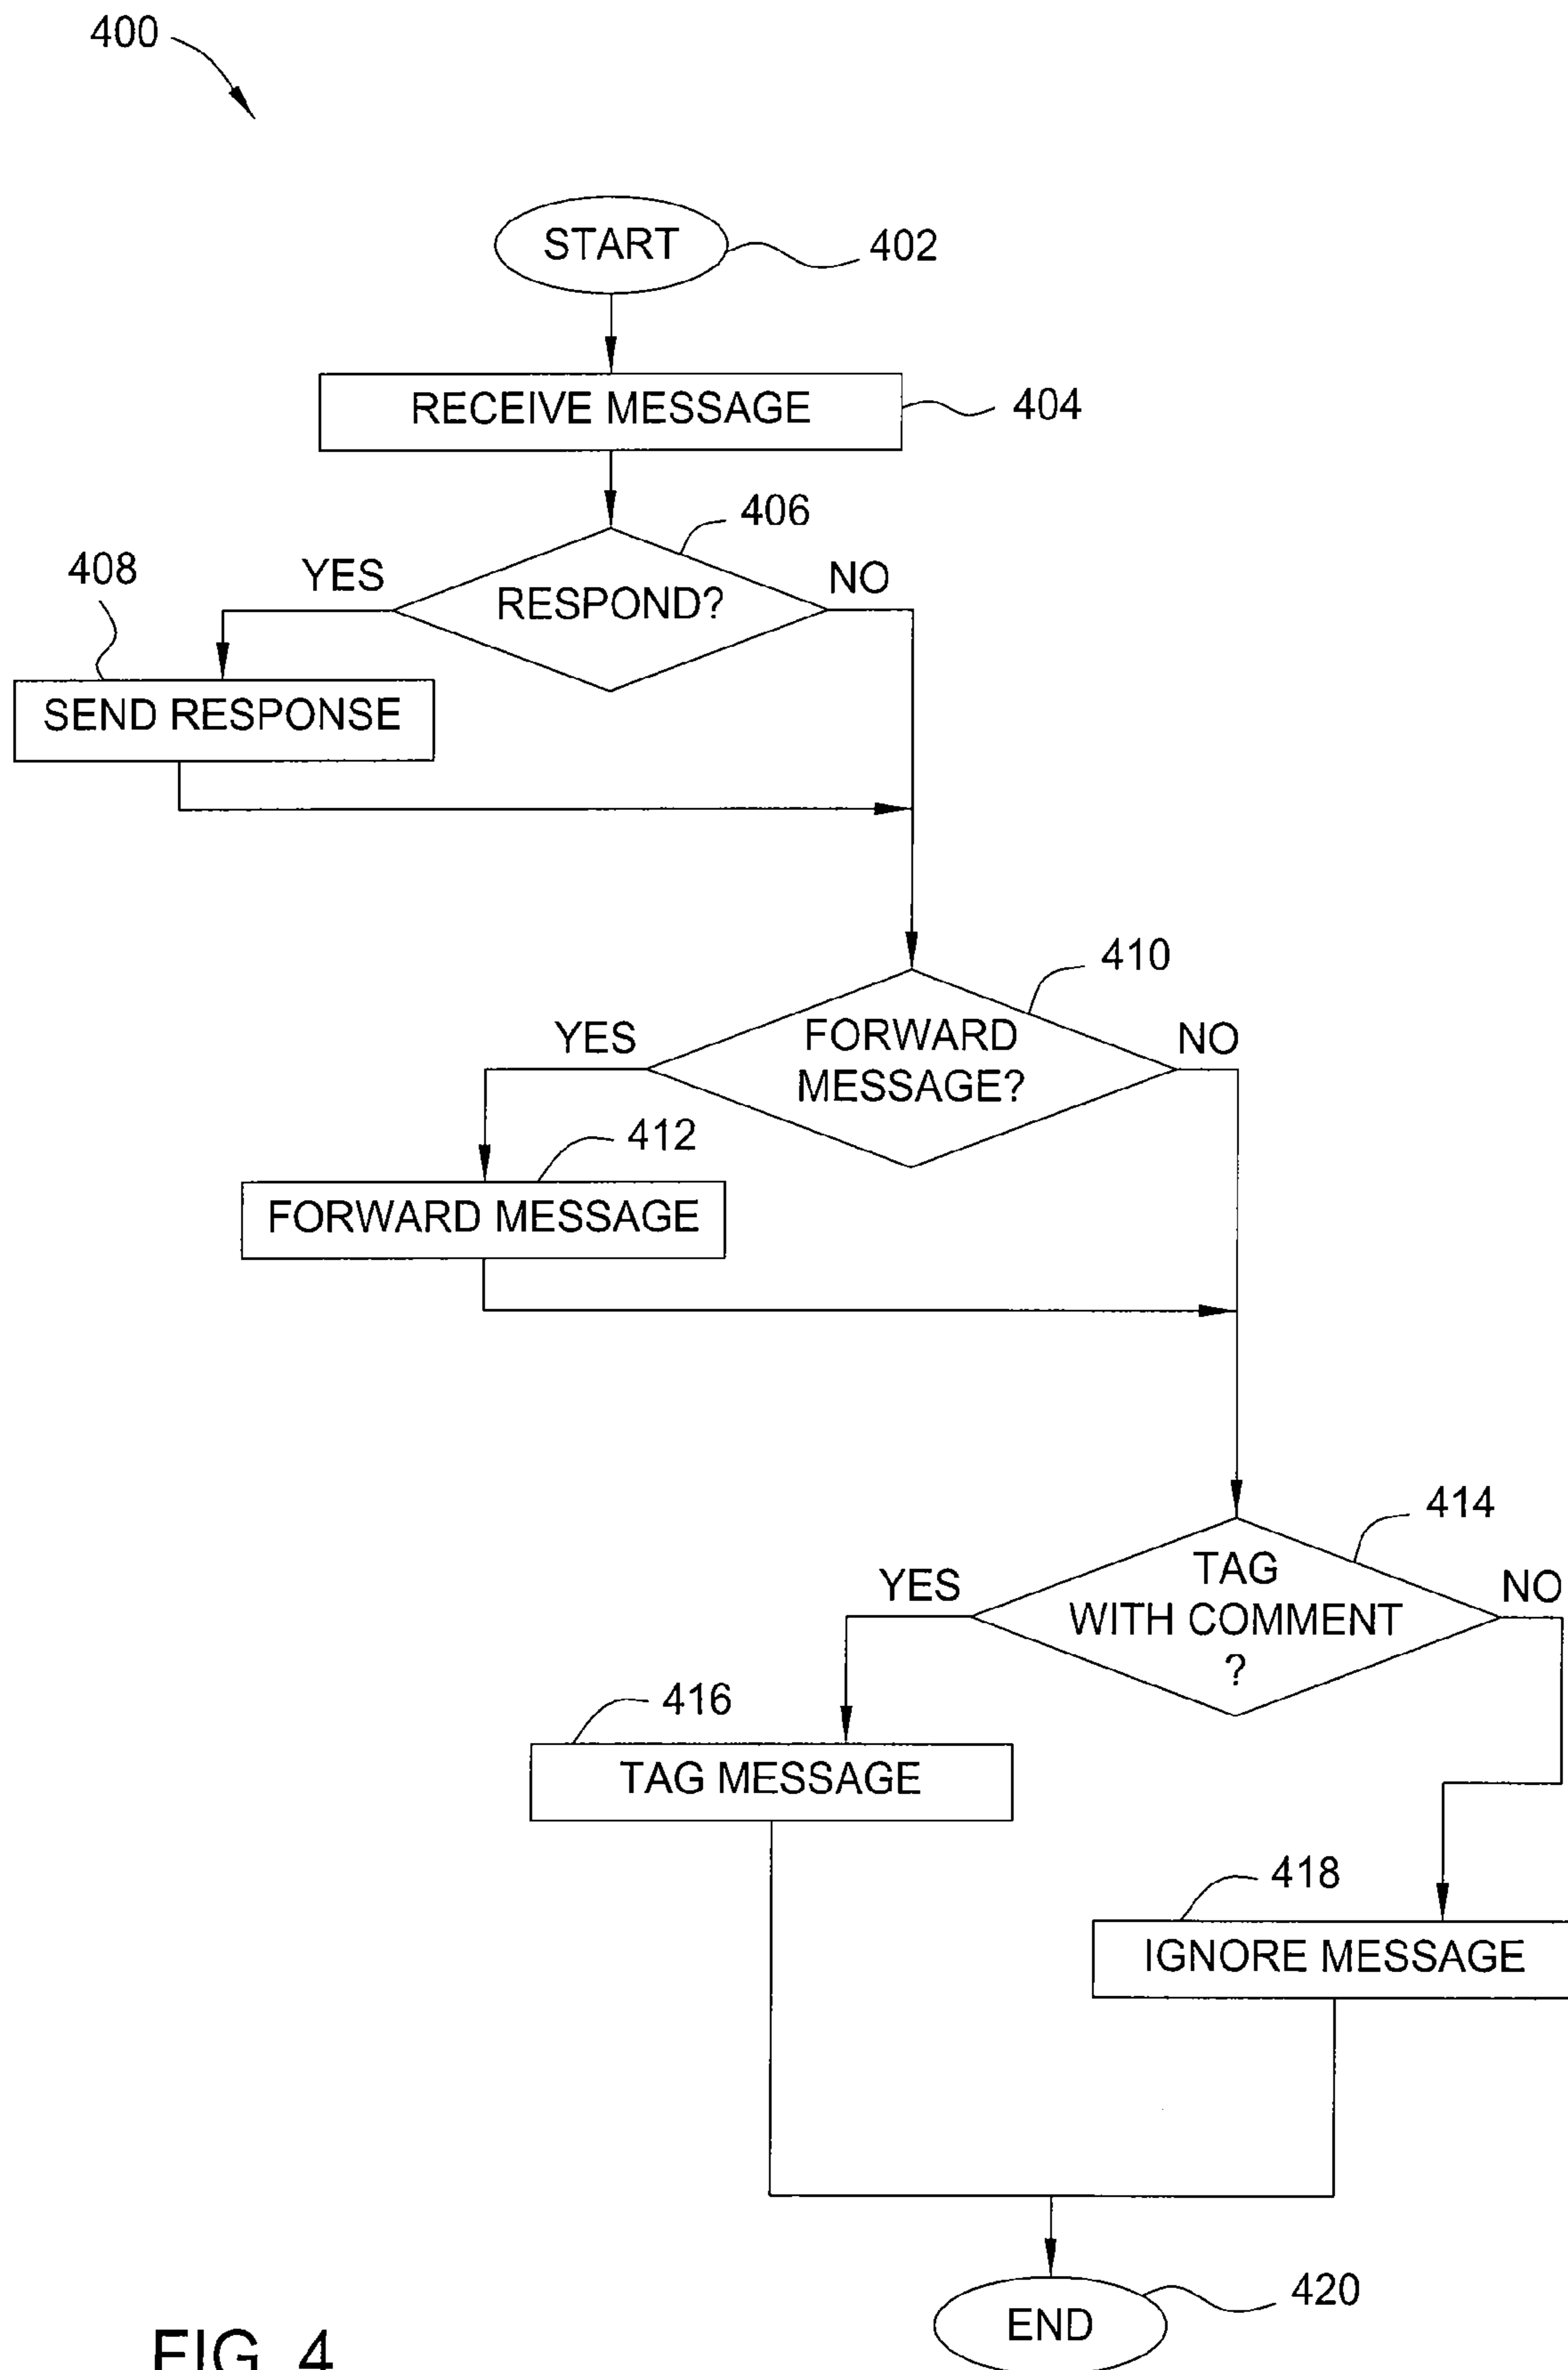 400
START
402
RECEIVE MESSAGE
404
406
408
YES
NO
RESPOND?
SEND RESPONSE
410
YES
FORWARD
MESSAGE?
NO
412
FORWARD MESSAGE
414
YES
TAG
WITH COMMENT
?
NO
416
TAG MESSAGE
418
IGNORE MESSAGE
420
END
FIG. 4